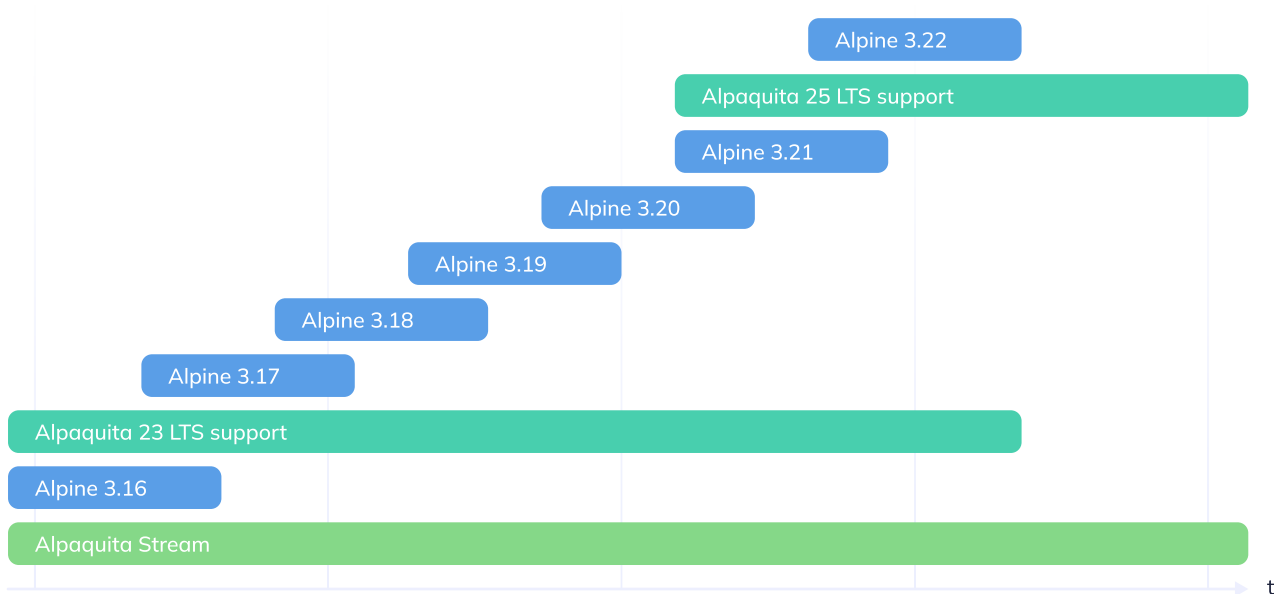 Alpine 3.22
Alpaquita 25 LTS support
Alpine 3.21
Alpine 3.20
Alpine 3.19
Alpine 3.18
Alpine 3.17
Alpaquita 23 LTS support
Alpine 3.16
Alpaquita Stream
t